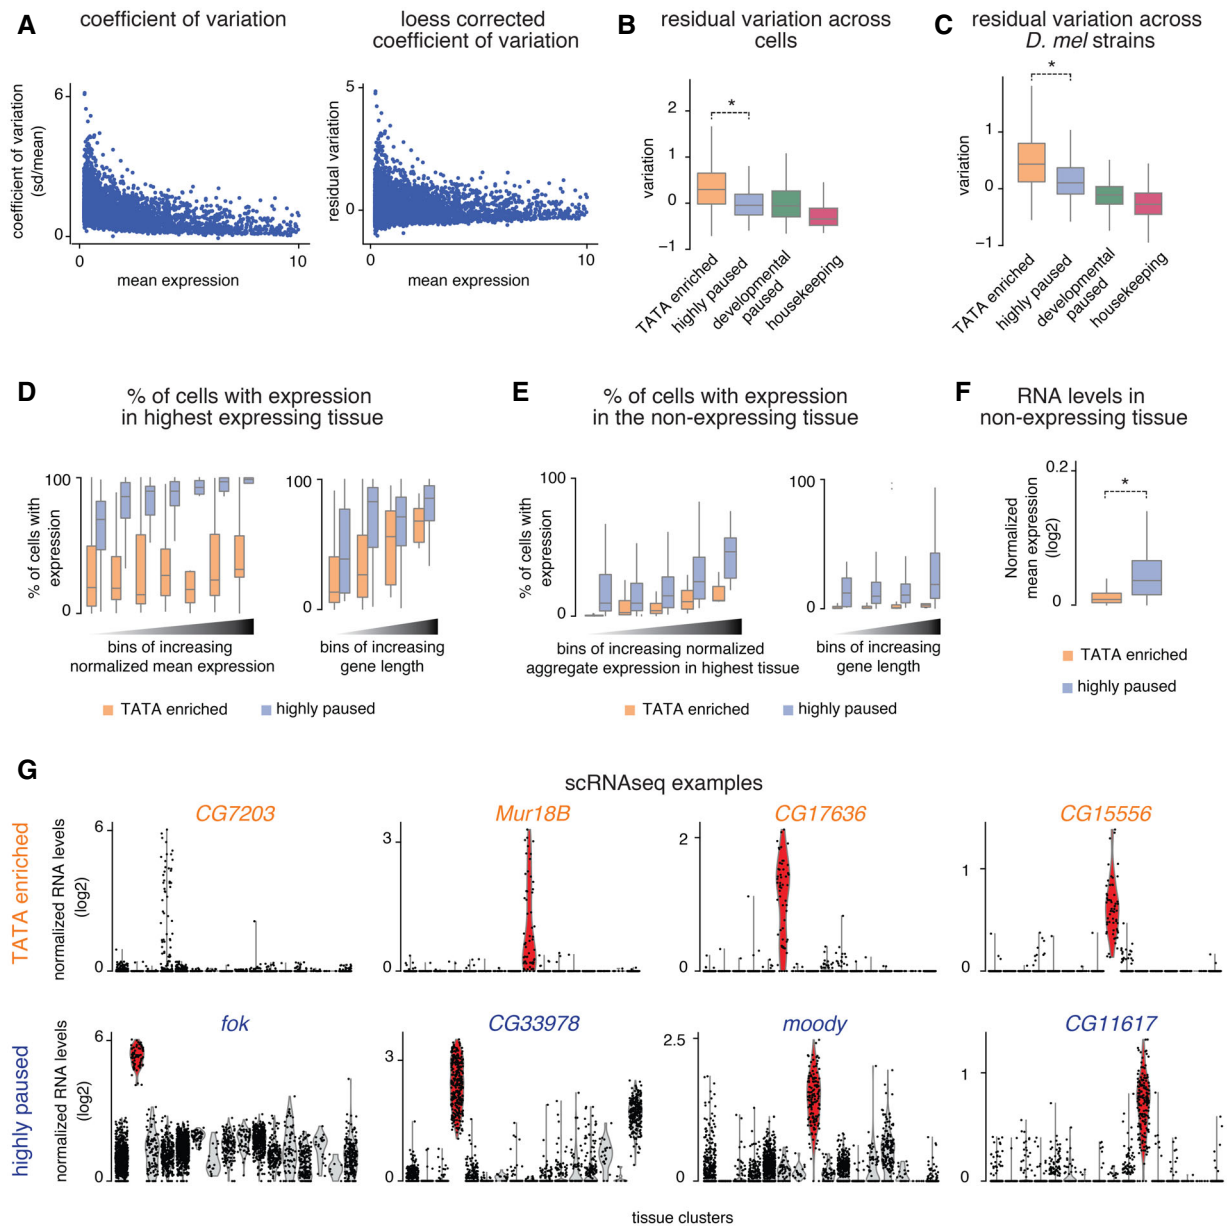 A
coefficient of variation
loess corrected
coefficient of variation
coefficient of variation
(sd/mean)
6
0
0
10
mean expression
residual variation
5
0
0
10
mean expression
B
residual variation across
cells
variation
2
1
0
−1
*
TATA enriched
highly paused
developmental
paused
housekeeping
C
residual variation across
D. mel strains
variation
1
0
−1
*
TATA enriched
highly paused
developmental
paused
housekeeping
D
% of cells with expression
in highest expressing tissue
% of cells with
expression
100
0
100
0
bins of increasing
normalized mean expression
bins of increasing
gene length
TATA enriched
highly paused
E
% of cells with expression
in the non-expressing tissue
% of cells with
expression
100
0
100
0
bins of increasing normalized
aggregate expression in highest tissue
bins of increasing
gene length
TATA enriched
highly paused
F
RNA levels in
non-expressing tissue
Normalized
mean expression
(log2)
0.2
0
*
TATA enriched
highly paused
G
scRNAseq examples
TATA enriched
normalized RNA levels
(log2)
CG7203
6
0
Mur18B
3
0
CG17636
2
0
CG15556
1
0
highly paused
normalized RNA levels
(log2)
fok
6
0
CG33978
3
0
moody
2.5
0
CG11617
1
0
tissue clusters